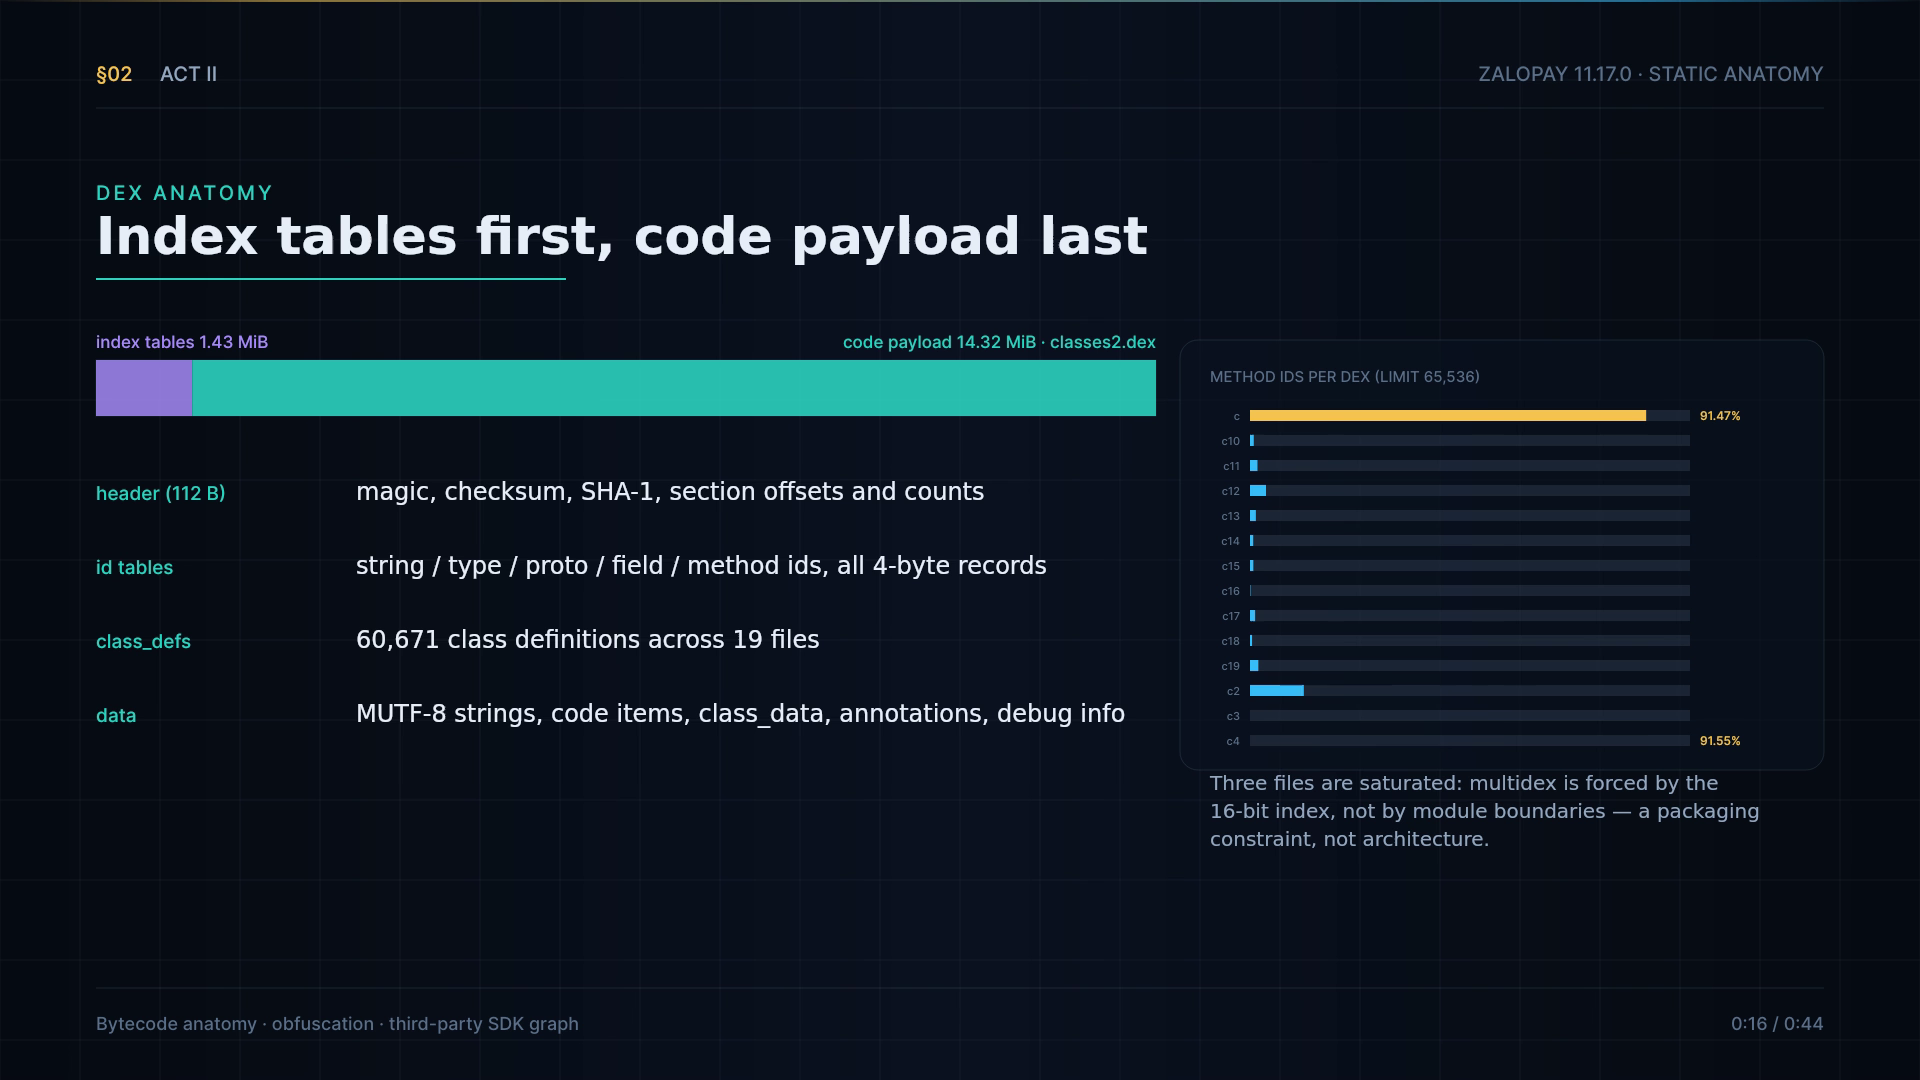 §02 ACT II
ZALOPAY 11.17.0 · STATIC ANATOMY
DEX ANATOMY
Index tables first, code payload last
index tables 1.43 MiB
code payload 14.32 MiB · classes2.dex
header (112 B) magic, checksum, SHA-1, section offsets and counts
id tables string / type / proto / field / method ids, all 4-byte records
class_defs 60,671 class definitions across 19 files
data MUTF-8 strings, code items, class_data, annotations, debug info
METHOD IDS PER DEX (LIMIT 65,536)
c 91.47%
c10
c11
c12
c13
c14
c15
c16
c17
c18
c19
c2
c3
c4 91.55%
Three files are saturated: multidex is forced by the
16-bit index, not by module boundaries — a packaging
constraint, not architecture.
Bytecode anatomy · obfuscation · third-party SDK graph
0:16 / 0:44